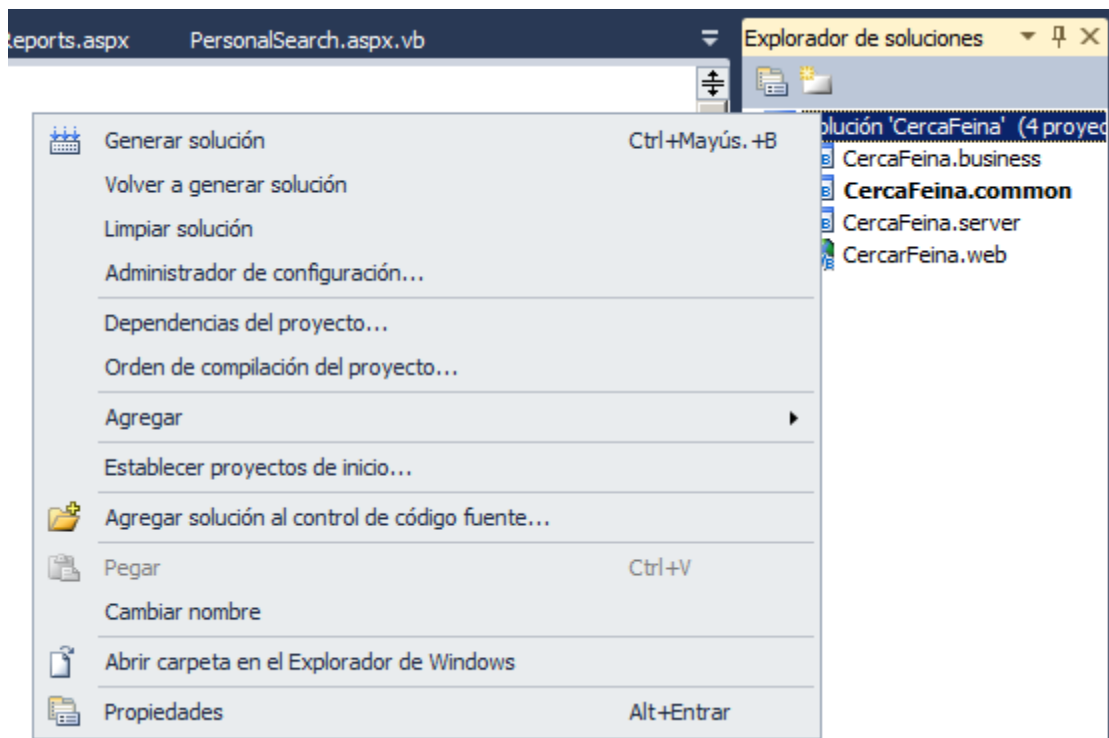 Reports.aspx PersonalSearch.aspx.vb
Explorador de soluciones
Solución 'CercaFeina' (4 proyec
CercaFeina.business
CercaFeina.common
CercaFeina.server
CercarFeina.web
Generar solución Ctrl+Mayús.+B
Volver a generar solución
Limpiar solución
Administrador de configuración...
Dependencias del proyecto...
Orden de compilación del proyecto...
Agregar
Establecer proyectos de inicio...
Agregar solución al control de código fuente...
Pegar Ctrl+V
Cambiar nombre
Abrir carpeta en el Explorador de Windows
Propiedades Alt+Entrar